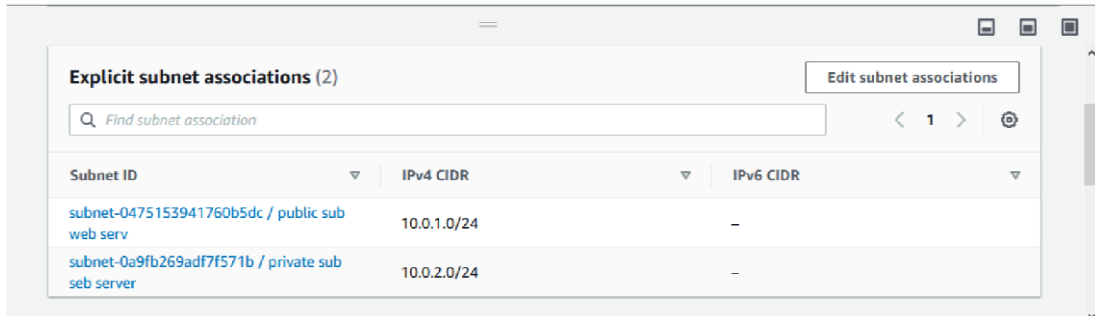 Explicit subnet associations (2)
Edit subnet associations
Find subnet association
1
Subnet ID IPv4 CIDR IPv6 CIDR
subnet-0475153941760b5dc / public sub
web serv
10.0.1.0/24 –
subnet-0a9fb269adf7f571b / private sub
seb server
10.0.2.0/24 –